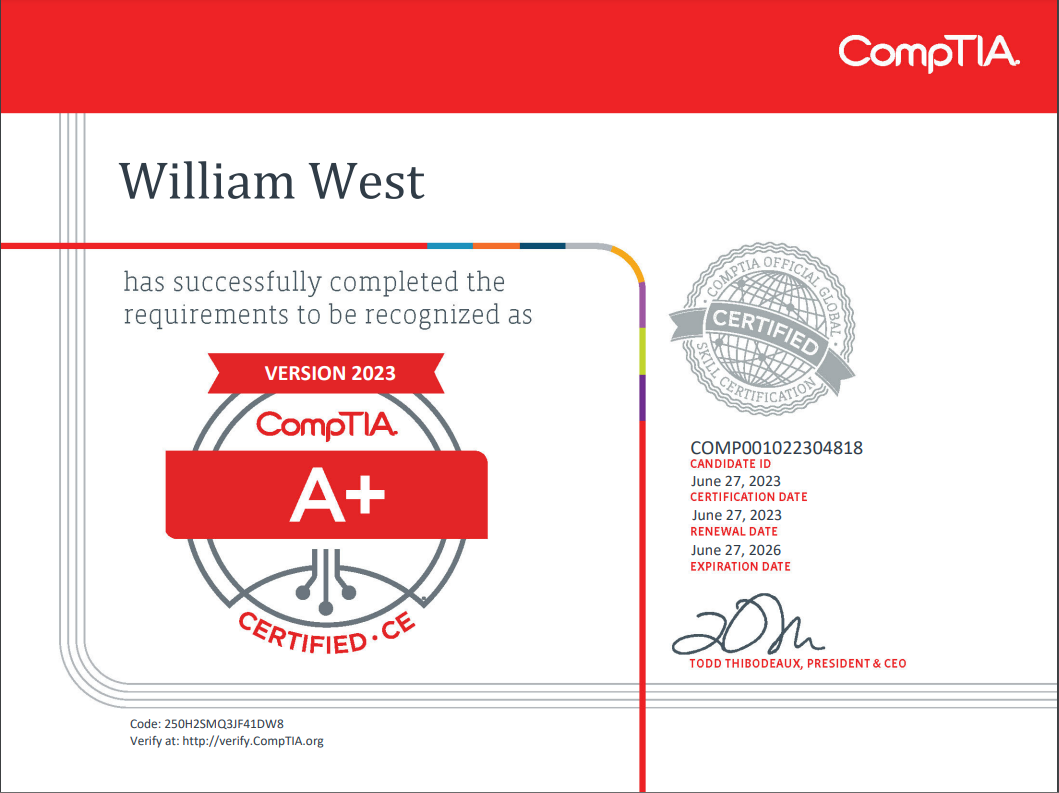 CompTIA.
William West
has successfully completed the
requirements to be recognized as
VERSION 2023
CompTIA.
A+
CERTIFIED · CE
· COMPTIA OFFICIAL GLOBAL ·
CERTIFIED
SKILL CERTIFICATION
COMP001022304818
CANDIDATE ID
June 27, 2023
CERTIFICATION DATE
June 27, 2023
RENEWAL DATE
June 27, 2026
EXPIRATION DATE
TODD THIBODEAUX, PRESIDENT & CEO
Code: 250H2SMQ3JF41DW8
Verify at: http://verify.CompTIA.org